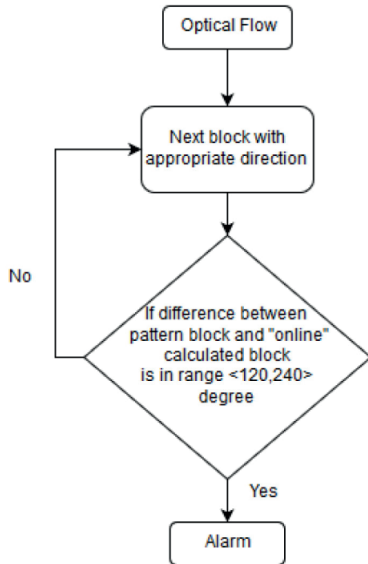 Optical Flow
Next block with
appropriate direction
No
If difference between
pattern block and "online"
calculated block
is in range <120,240>
degree
Yes
Alarm